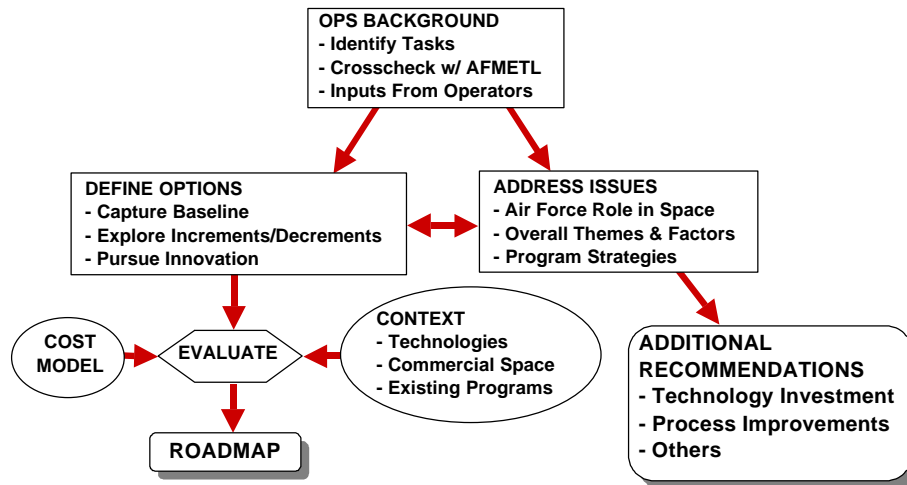 OPS BACKGROUND
- Identify Tasks
- Crosscheck w/ AFMETL
- Inputs From Operators
DEFINE OPTIONS
- Capture Baseline
- Explore Increments/Decrements
- Pursue Innovation
ADDRESS ISSUES
- Air Force Role in Space
- Overall Themes & Factors
- Program Strategies
COST
MODEL
EVALUATE
CONTEXT
- Technologies
- Commercial Space
- Existing Programs
ADDITIONAL
RECOMMENDATIONS
- Technology Investment
- Process Improvements
- Others
ROADMAP